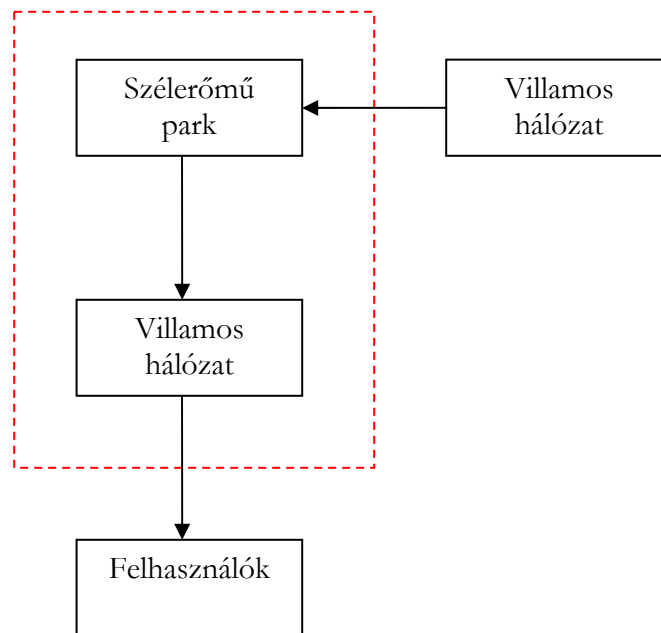 Szélerőmű
park
Villamos
hálózat
Villamos
hálózat
Felhasználók